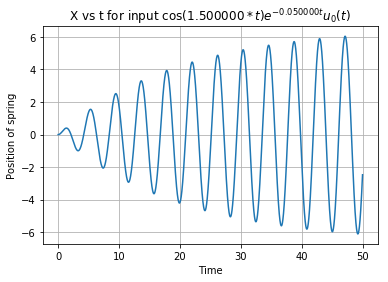 X vs t for input cos(1.500000 * t)e^{-0.050000t}u_0(t)
Position of spring
6
4
2
0
−2
−4
−6
0 10 20 30 40 50
Time